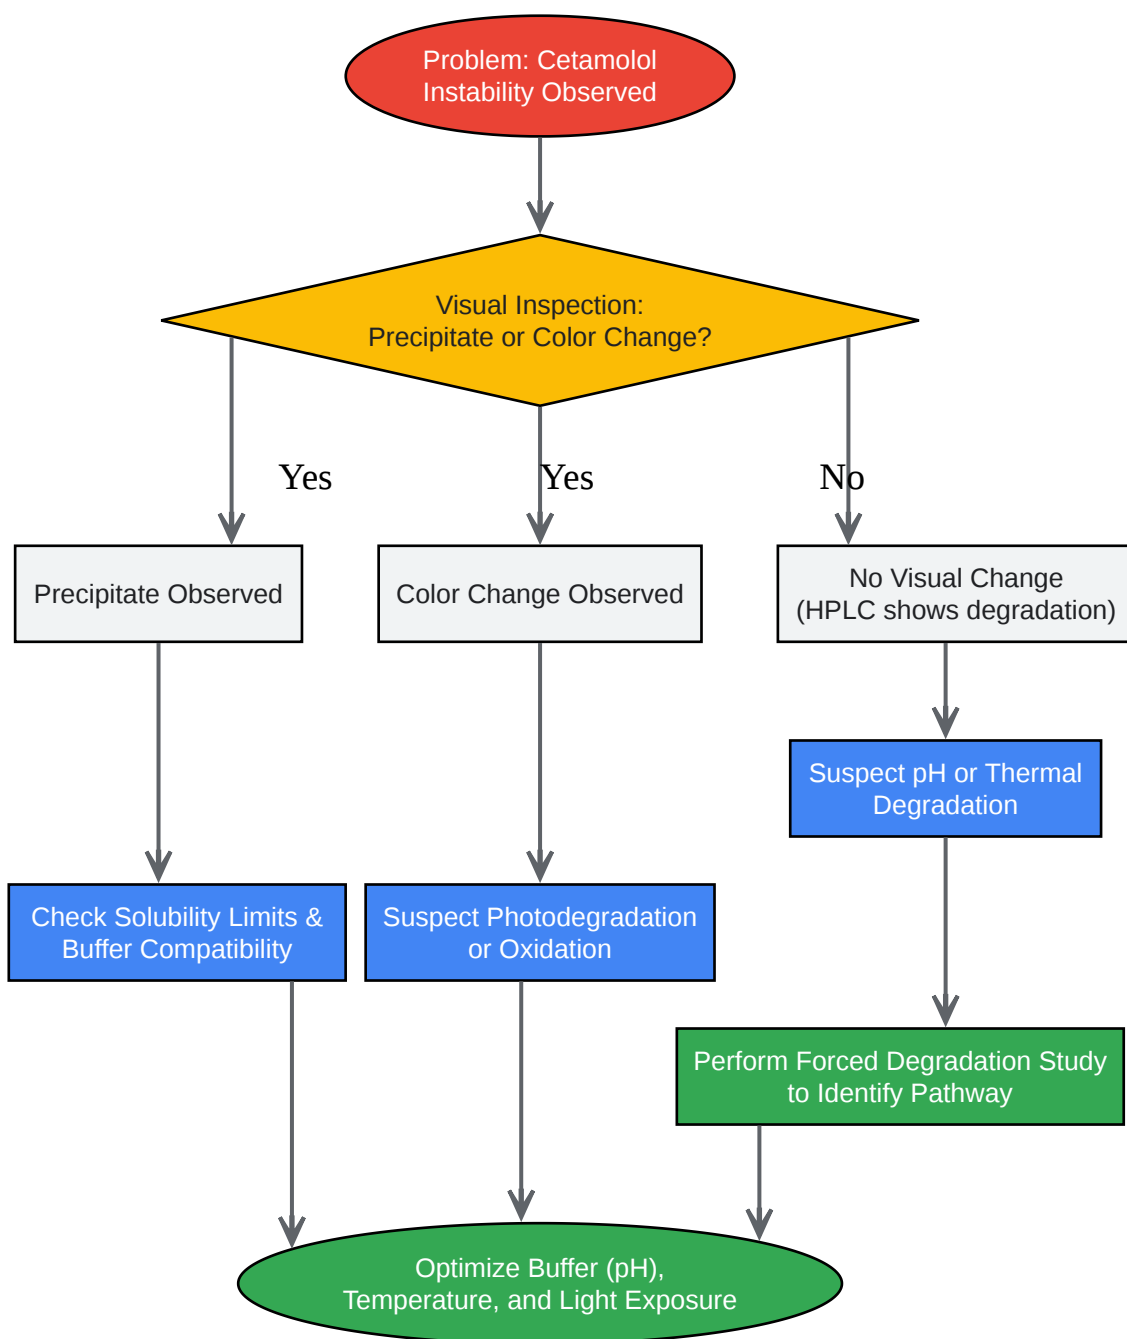 Problem: Cetamolol
Instability Observed
Visual Inspection:
Precipitate or Color Change?
Yes
Yes
No
Precipitate Observed
Color Change Observed
No Visual Change
(HPLC shows degradation)
Suspect pH or Thermal
Degradation
Check Solubility Limits &
Buffer Compatibility
Suspect Photodegradation
or Oxidation
Perform Forced Degradation Study
to Identify Pathway
Optimize Buffer (pH),
Temperature, and Light Exposure